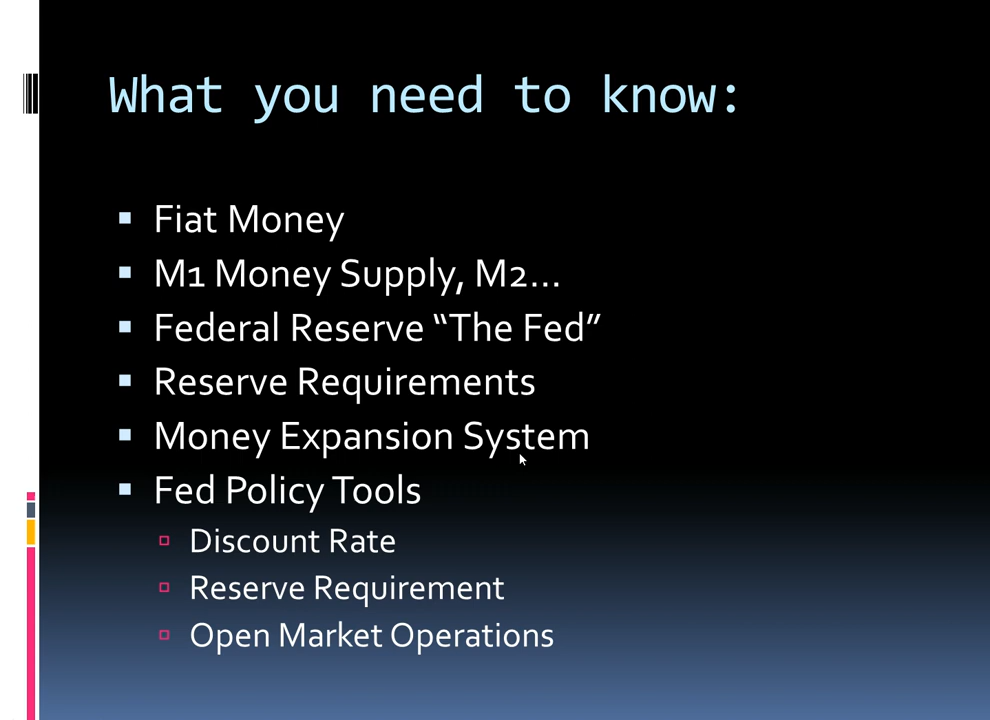 What you need to know:
Fiat Money
M1 Money Supply, M2...
Federal Reserve “The Fed”
Reserve Requirements
Money Expansion System
Fed Policy Tools
Discount Rate
Reserve Requirement
Open Market Operations